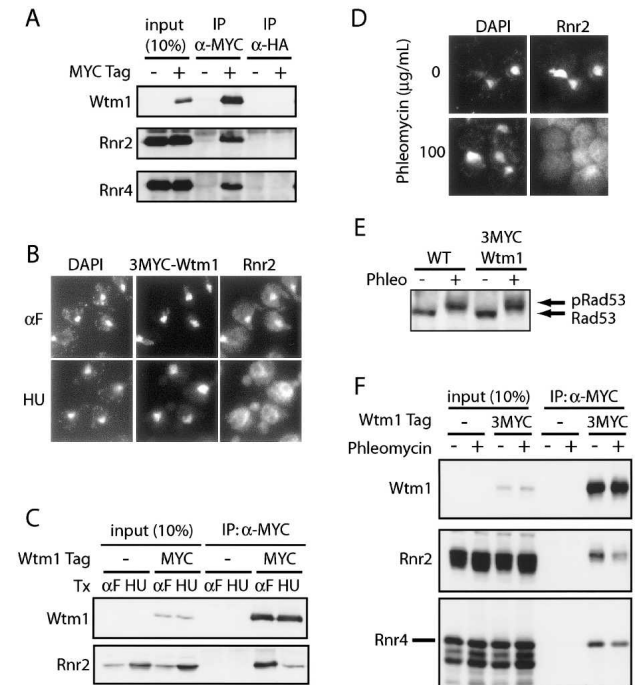 A
input (10%)
IP α-MYC
IP α-HA
MYC Tag - + - + - +
Wtm1
Rnr2
Rnr4
B
DAPI 3MYC-Wtm1 Rnr2
αF
HU
C
input (10%) IP:α-MYC
Wtm1 Tag - MYC - MYC
Tx αF HU αF HU αF HU αF HU
Wtm1
Rnr2
D
DAPI Rnr2
Phleomycin (µg/mL)
0
100
E
WT
3MYC Wtm1
Phleo - + - +
pRad53
Rad53
F
input (10%) IP:α-MYC
Wtm1 Tag - 3MYC - 3MYC
Phleomycin - + - + - + - +
Wtm1
Rnr2
Rnr4